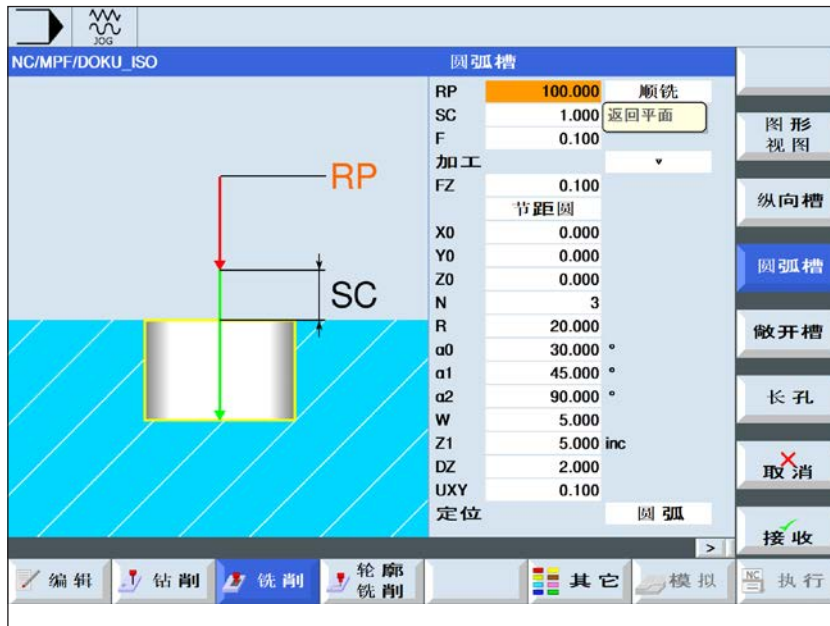 JOG
NC/MPF/DOKU_ISO
圆弧槽
RP
SC
RP 100.000 顺铣
SC 1.000 返回平面
F 0.100
加工 ▿
FZ 0.100
节距圆
X0 0.000
Y0 0.000
Z0 0.000
N 3
R 20.000
α0 30.000 °
α1 45.000 °
α2 90.000 °
W 5.000
Z1 5.000 inc
DZ 2.000
UXY 0.100
定位 圆弧
>
图形
视图
纵向槽
圆弧槽
敞开槽
长孔
取消
接收
编辑
钻削
铣削
轮廓
铣削
其它
模拟
NC
执行